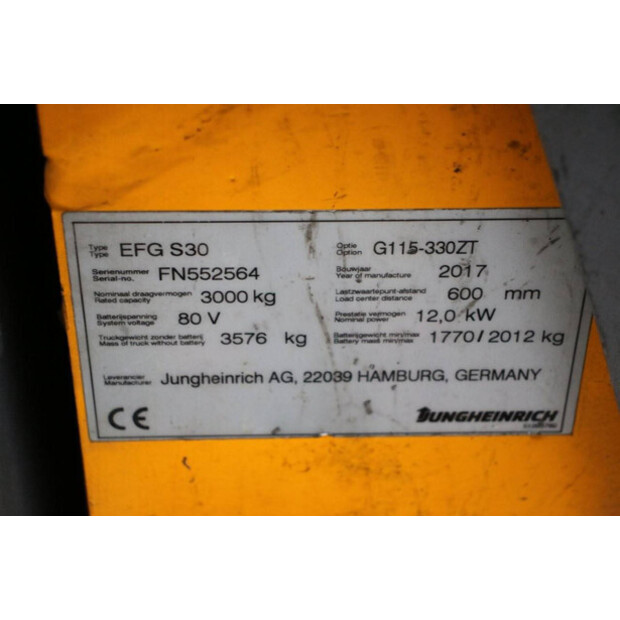 Type
Type EFG S30
Optie
Option G115-330ZT
Serienummer
Serial-no. FN552564
Bouwjaar
Year of manufacture 2017
Nominaal draagvermogen
Rated capacity 3000 kg
Lastzwaartepunt-afstand
Load center distance 600 mm
Batterijspanning
System voltage 80 V
Prestatie vermogen
Nominal power 12,0 kW
Truckgewicht zonder batterij
Mass of truck without battery 3576 kg
Batterijgewicht min/max
Battery mass min/max 1770/2012 kg
Leverancier
Manufacturer Jungheinrich AG, 22039 HAMBURG, GERMANY
CE
JUNGHEINRICH